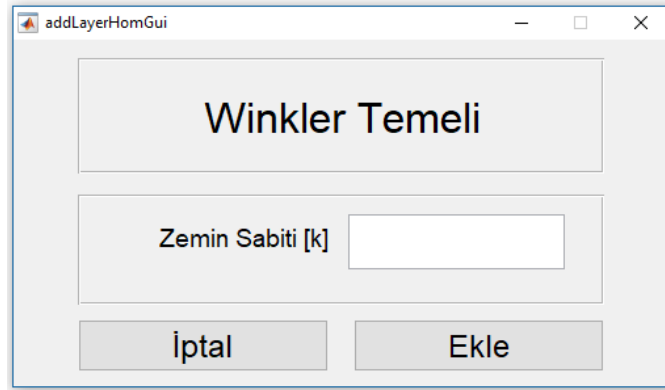 addLayerHomGui
Winkler Temeli
Zemin Sabiti [k]
İptal
Ekle